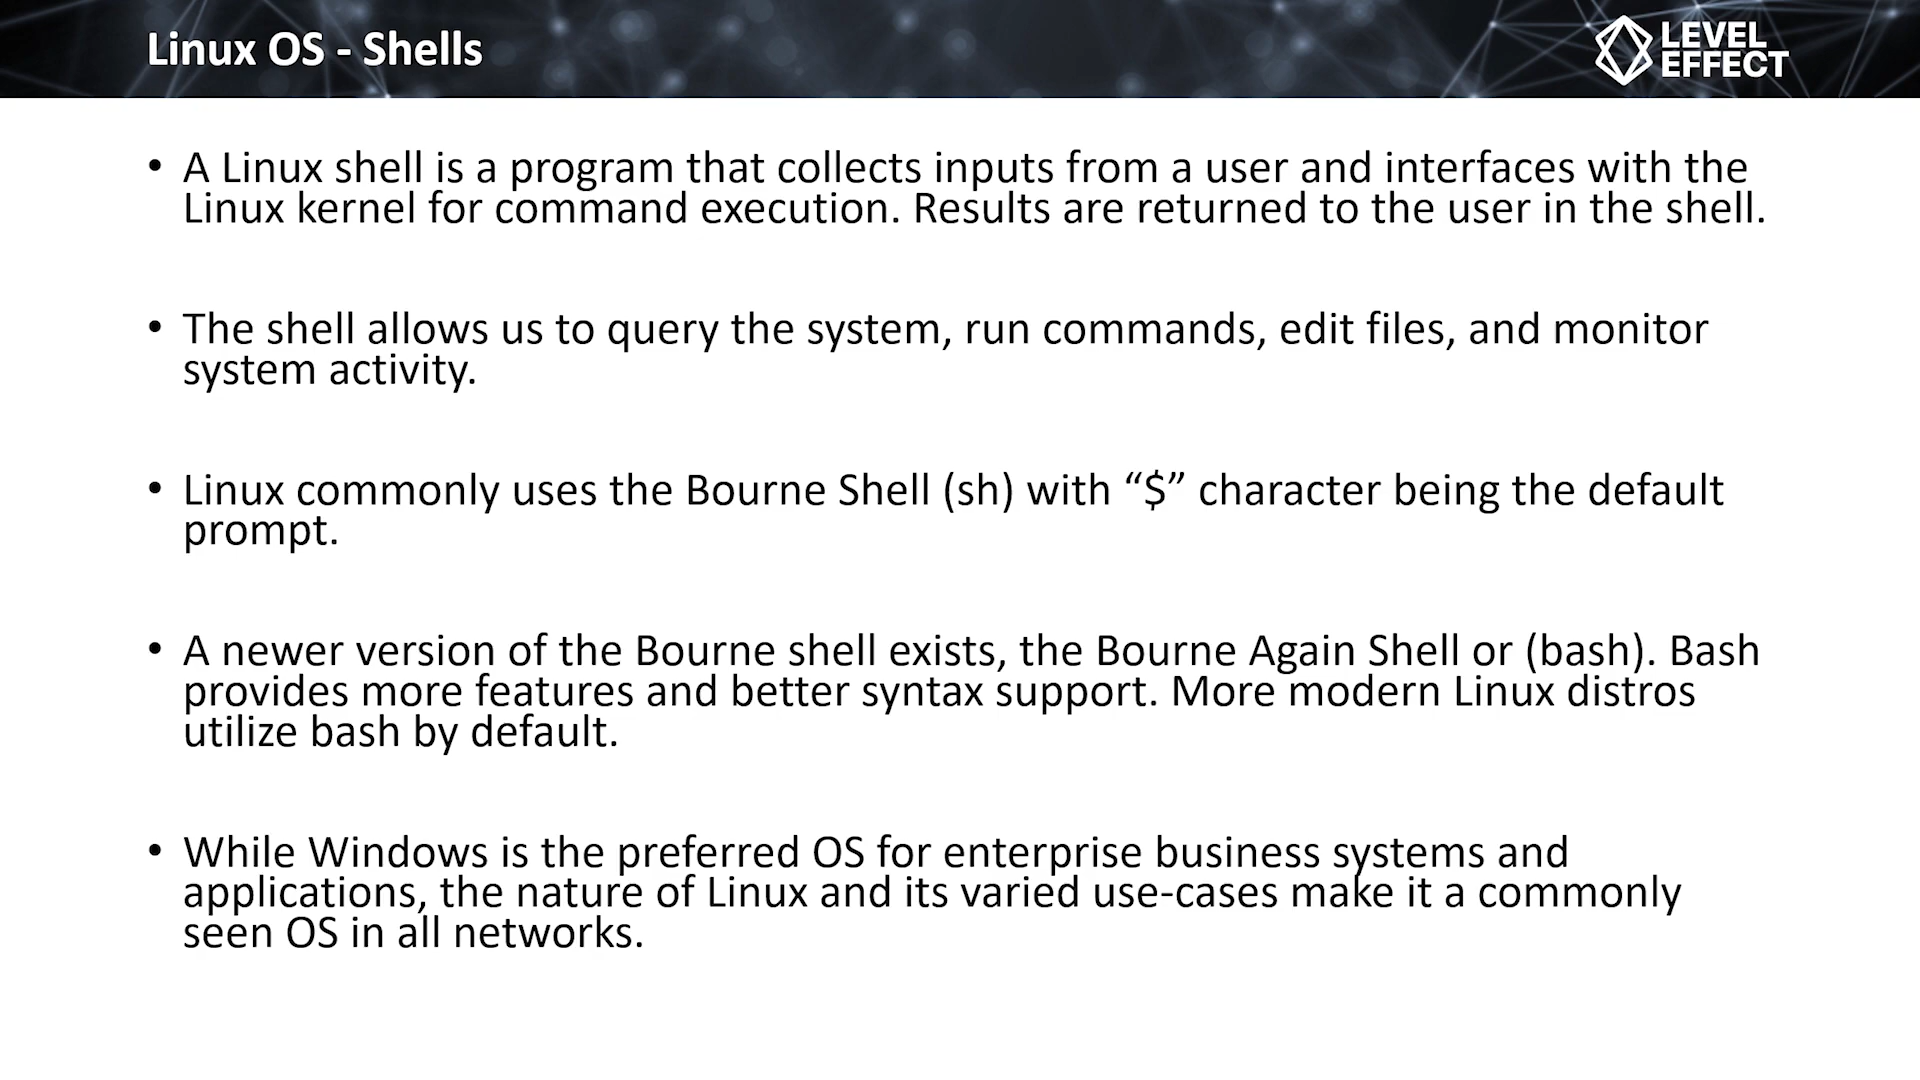 Linux OS - Shells
LEVEL
EFFECT
• A Linux shell is a program that collects inputs from a user and interfaces with the
Linux kernel for command execution. Results are returned to the user in the shell.
• The shell allows us to query the system, run commands, edit files, and monitor
system activity.
• Linux commonly uses the Bourne Shell (sh) with “$” character being the default
prompt.
• A newer version of the Bourne shell exists, the Bourne Again Shell or (bash). Bash
provides more features and better syntax support. More modern Linux distros
utilize bash by default.
• While Windows is the preferred OS for enterprise business systems and
applications, the nature of Linux and its varied use-cases make it a commonly
seen OS in all networks.